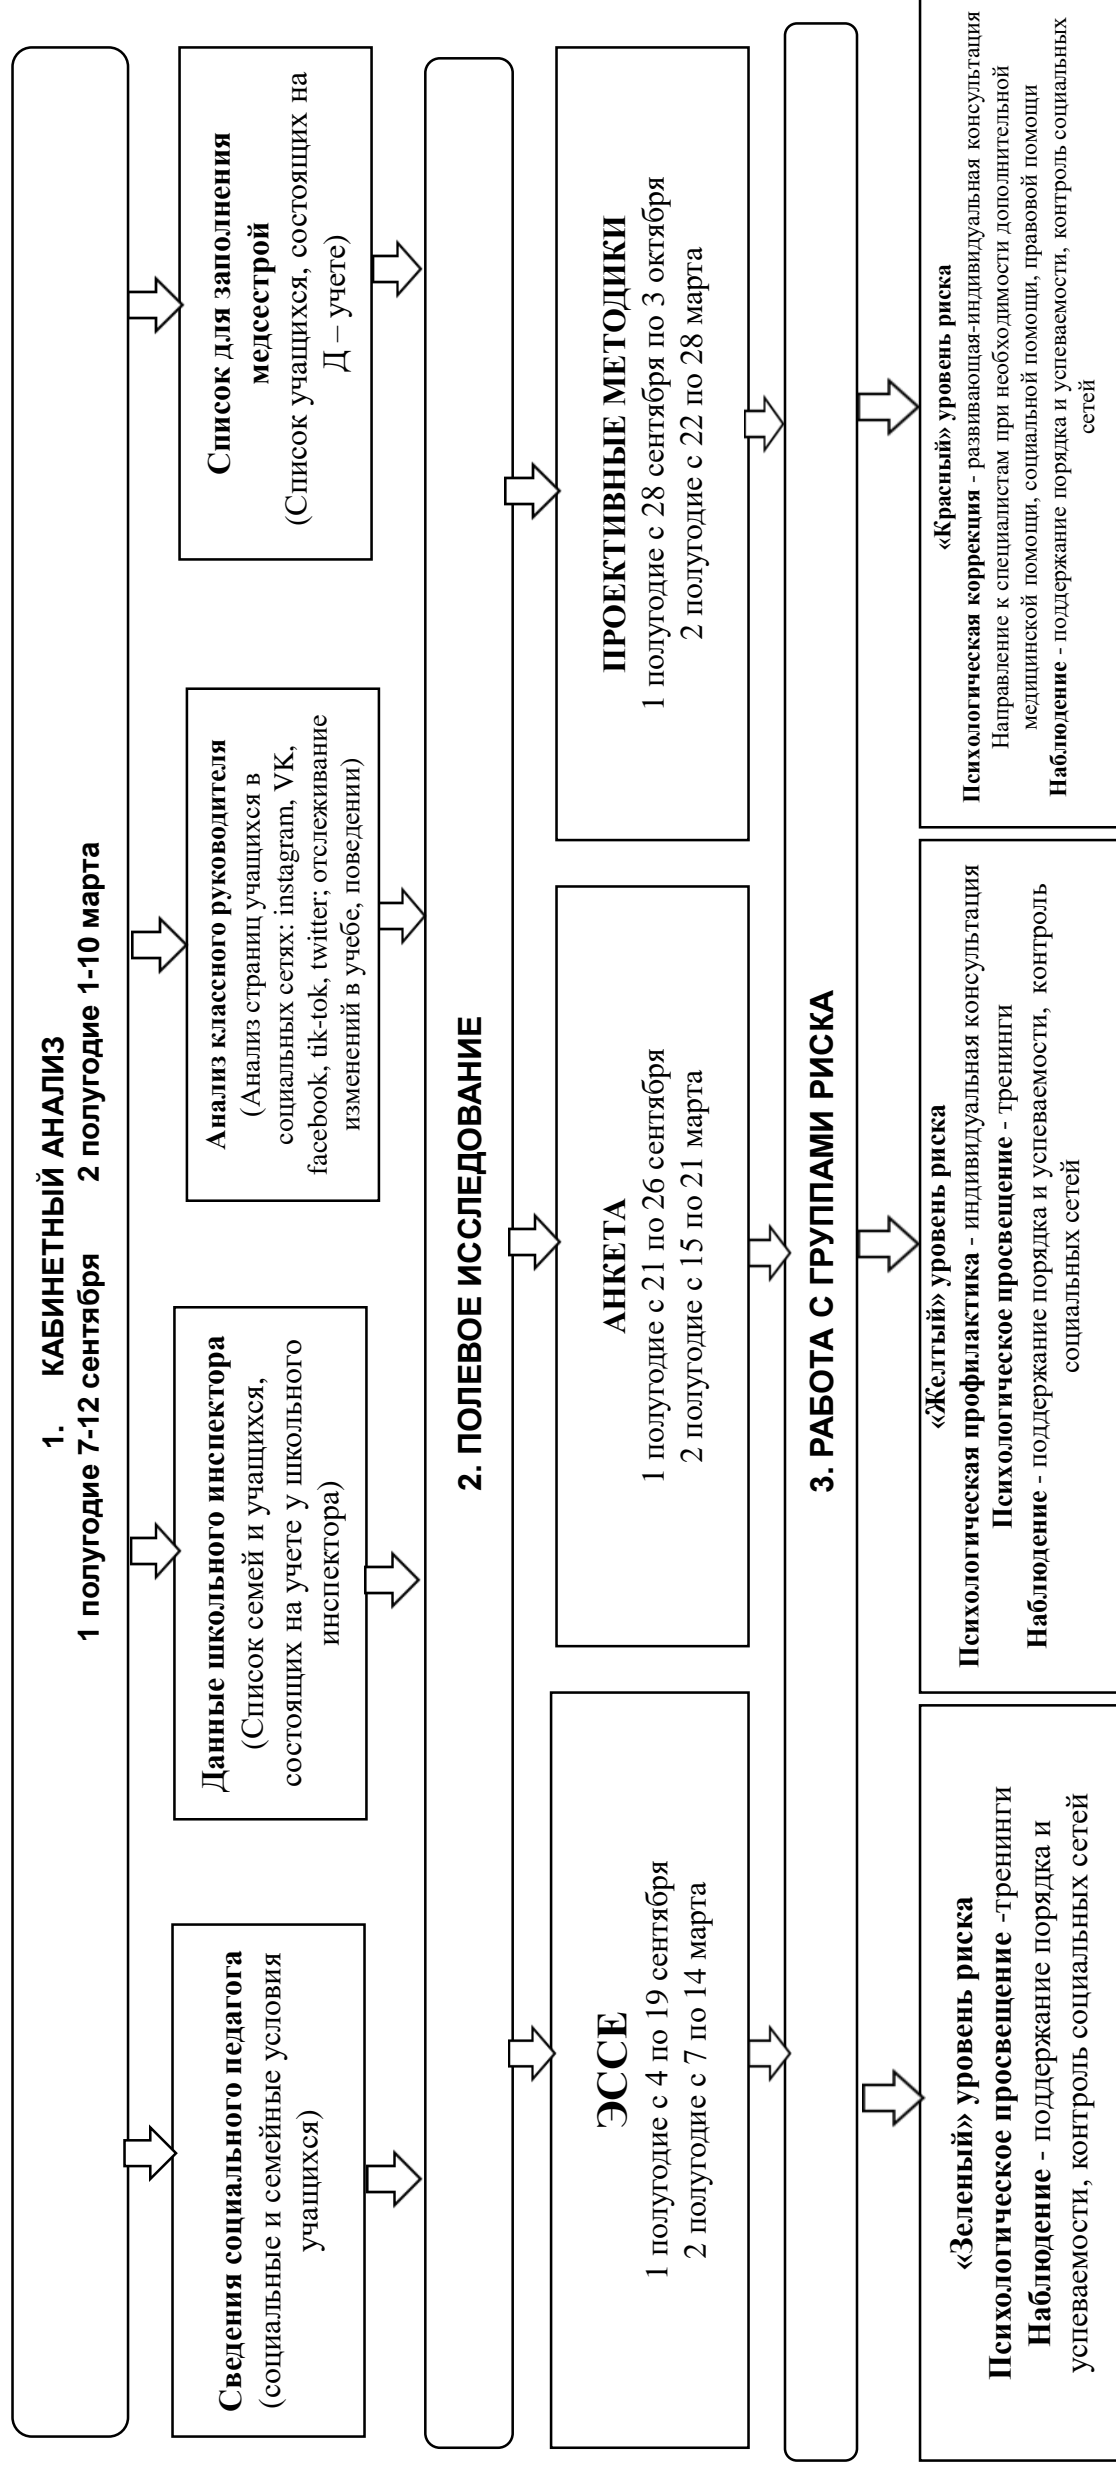 1. КАБИНЕТНЫЙ АНАЛИЗ
1 полугодие 7-12 сентября 2 полугодие 1-10 марта
Сведения социального педагога
(социальные и семейные условия
учащихся)
Данные школьного инспектора
(Список семей и учащихся,
состоящих на учете у школьного
инспектора)
Анализ классного руководителя
(Анализ страниц учащихся в
социальных сетях: instagram, VK,
facebook, tik-tok, twitter; отслеживание
изменений в учебе, поведении)
Список для заполнения
медсестрой
(Список учащихся, состоящих на
Д – учете)
2. ПОЛЕВОЕ ИССЛЕДОВАНИЕ
ЭССЕ
1 полугодие с 4 по 19 сентября
2 полугодие с 7 по 14 марта
АНКЕТА
1 полугодие с 21 по 26 сентября
2 полугодие с 15 по 21 марта
ПРОЕКТИВНЫЕ МЕТОДИКИ
1 полугодие с 28 сентября по 3 октября
2 полугодие с 22 по 28 марта
3. РАБОТА С ГРУППАМИ РИСКА
«Зеленый» уровень риска
Психологическое просвещение -тренинги
Наблюдение - поддержание порядка и
успеваемости, контроль социальных сетей
«Желтый» уровень риска
Психологическая профилактика - индивидуальная консультация
Психологическое просвещение - тренинги
Наблюдение - поддержание порядка и успеваемости, контроль
социальных сетей
«Красный» уровень риска
Психологическая коррекция - развивающая-индивидуальная консультация
Направление к специалистам при необходимости дополнительной
медицинской помощи, социальной помощи, правовой помощи
Наблюдение - поддержание порядка и успеваемости, контроль социальных
сетей